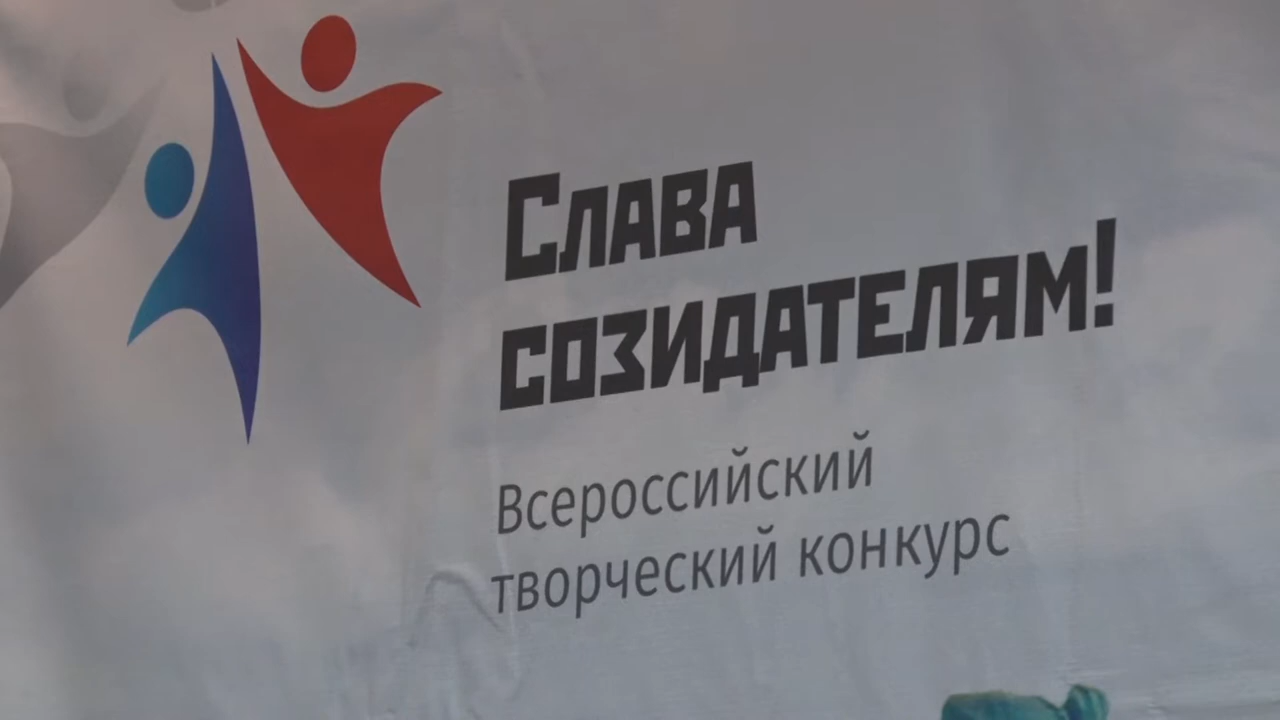 Слава
созидателям!
Всероссийский
творческий конкурс